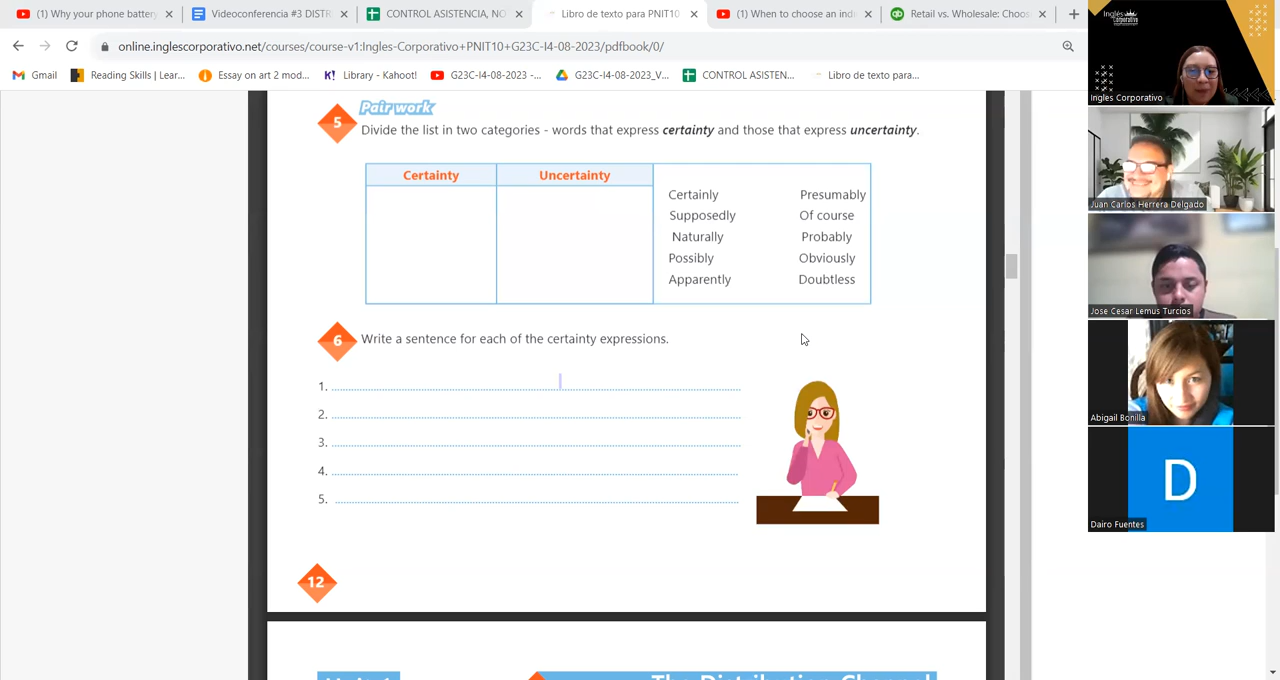 (1) Why your phone battery
Videoconferencia #3 DISTR
CONTROL ASISTENCIA, NO
Libro de texto para PNIT10
(1) When to choose an indi
Retail vs. Wholesale: Choos
online.inglescorporativo.net/courses/course-v1:Ingles-Corporativo+PNIT10+G23C-I4-08-2023/pdfbook/0/
Gmail
Reading Skills | Lear...
Essay on art 2 mod...
Library - Kahoot!
G23C-I4-08-2023 -...
G23C-I4-08-2023_V...
CONTROL ASISTEN...
Libro de texto para...
Pair work
5
Divide the list in two categories - words that express certainty and those that express uncertainty.
Certainty Uncertainty
Certainly Presumably
Supposedly Of course
Naturally Probably
Possibly Obviously
Apparently Doubtless
6
Write a sentence for each of the certainty expressions.
1.
2.
3.
4.
5.
12
The Distribution Channel
Inglés
Corporativo
Ingles Corporativo
Juan Carlos Herrera Delgado
Jose Cesar Lemus Turcios
Abigail Bonilla
D
Dairo Fuentes